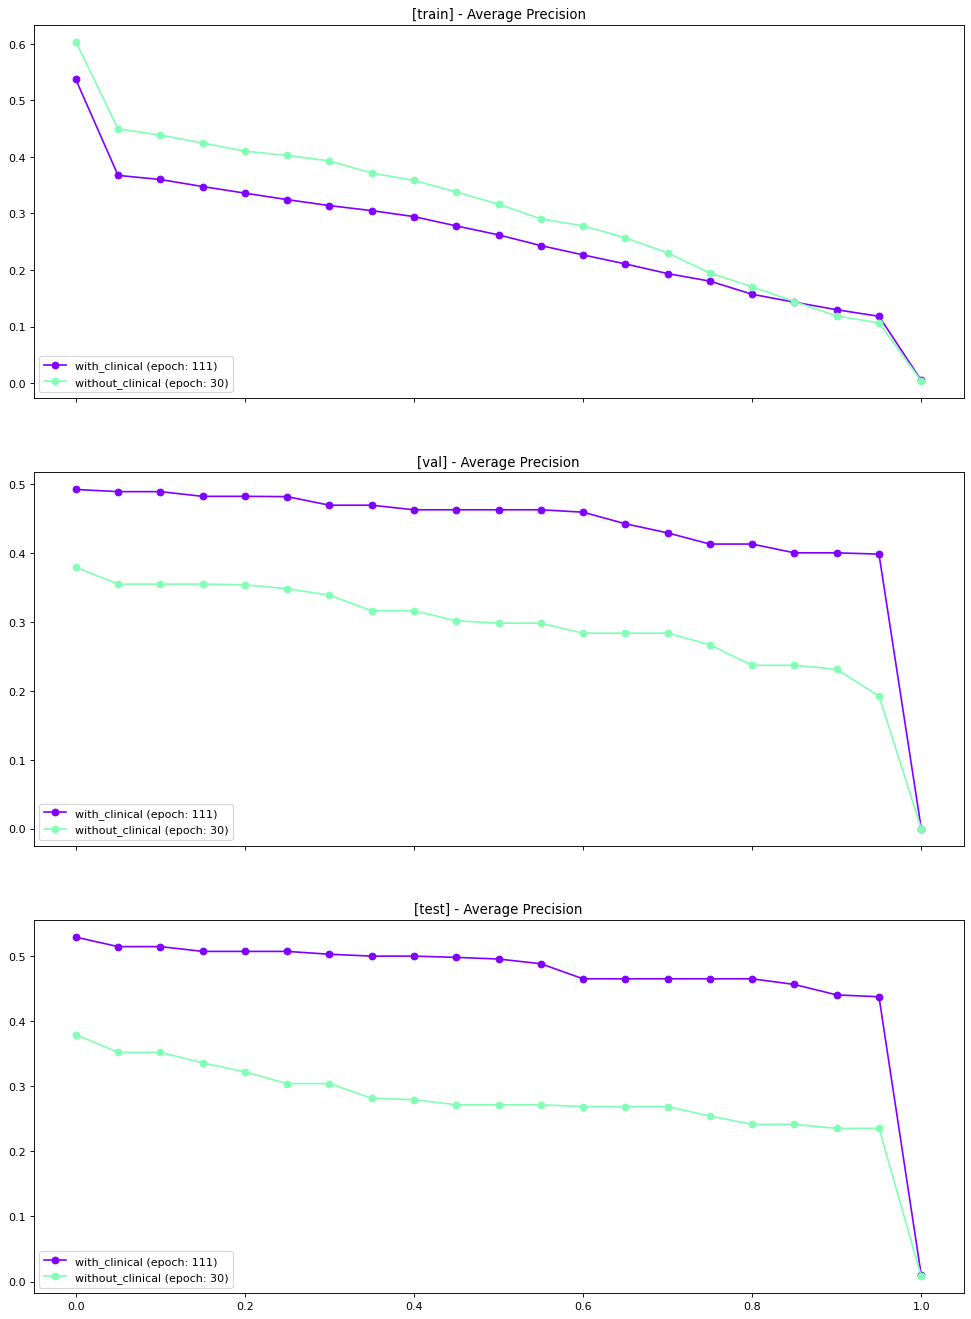 [train] - Average Precision
0.6
0.5
0.4
0.3
0.2
0.1
0.0
with_clinical (epoch: 111)
without_clinical (epoch: 30)
[val] - Average Precision
0.5
0.4
0.3
0.2
0.1
0.0
with_clinical (epoch: 111)
without_clinical (epoch: 30)
[test] - Average Precision
0.5
0.4
0.3
0.2
0.1
0.0
with_clinical (epoch: 111)
without_clinical (epoch: 30)
0.0 0.2 0.4 0.6 0.8 1.0